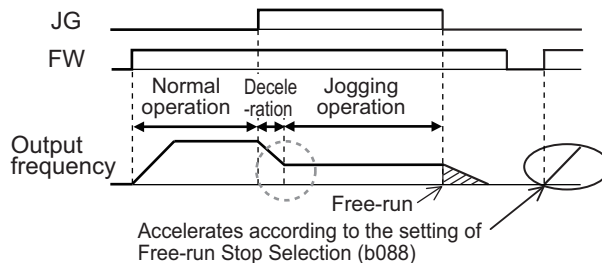 JG
FW
Normal
operation
Decele
-ration
Jogging
operation
Output
frequency
Free-run
Accelerates according to the setting of
Free-run Stop Selection (b088)